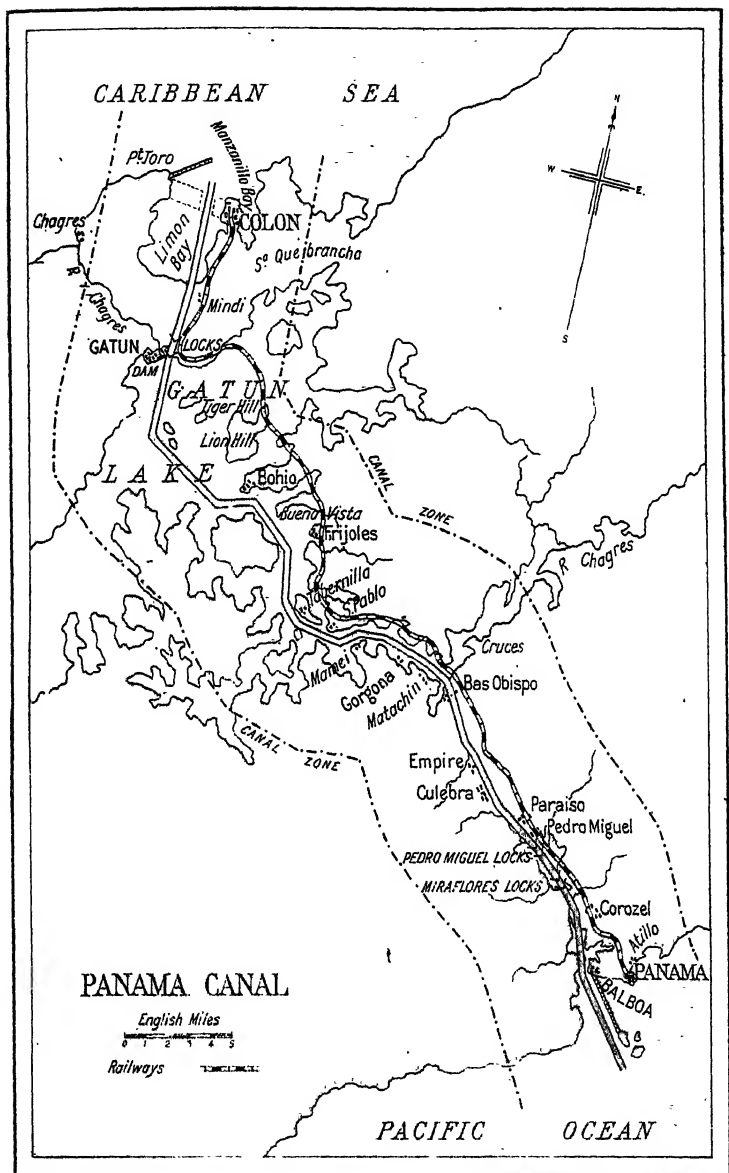 CARIBBEAN SEA
N
W E.
S
Pt. Toro
Manzanillo Bay
COLON
Chagres
Limon
Bay
Sa. Quebrancha
R. Chagres
Mindi
GATUN
LOCKS
DAM
GATUN
Tiger Hill
Lion Hill
LAKE
Bohio
CANAL
ZONE
Buena Vista
Frijoles
R Chagres
Tabernilla
S. Pablo
Cruces
Mamei
Gorgona
Matachin
Bas Obispo
CANAL
ZONE
Empire
Culebra
Paraiso
Pedro Miguel
PEDRO MIGUEL LOCKS
MIRAFLORES LOCKS
Corozel
Atillo
PANAMA
BALBOA
PANAMA CANAL
English Miles
0 1 2 3 4 5
Railways
PACIFIC OCEAN